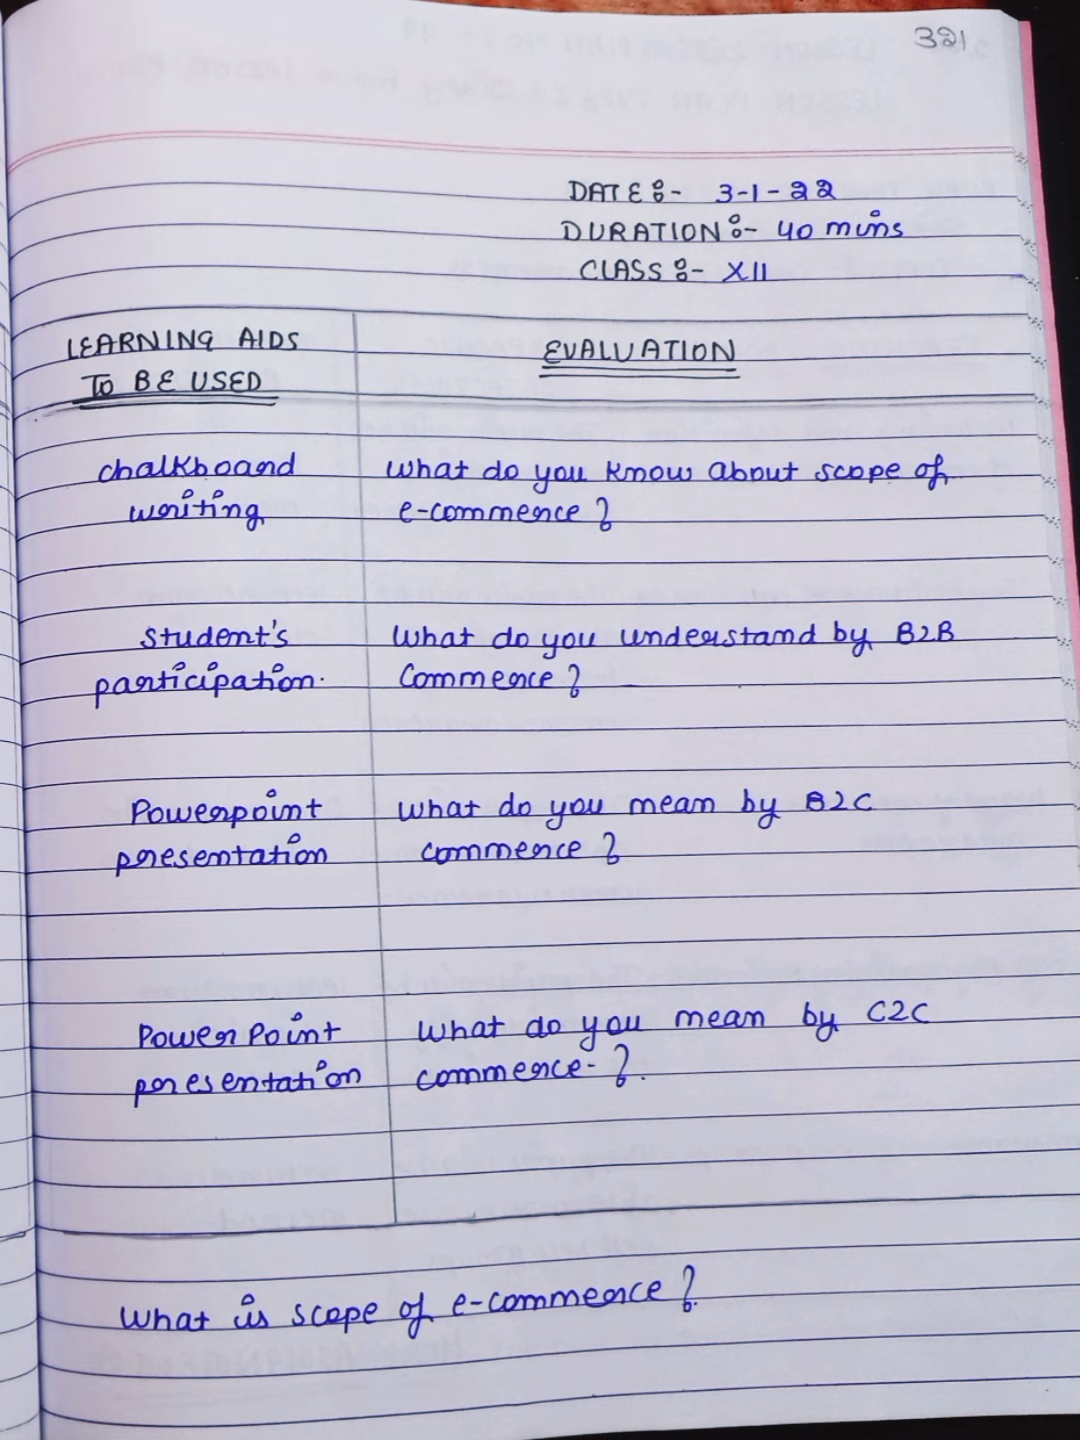 321
DATE :- 3-1-22
DURATION :- 40 mins
CLASS :- XII
LEARNING AIDS
TO BE USED
EVALUATION
chalkboard
writing
What do you know about scope of
e-commerce ?
Student's
participation.
What do you understand by B2B
Commerce ?
Powerpoint
presentation
What do you mean by B2C
commerce ?
PowerPoint
presentation
What do you mean by C2C
commerce- ?.
What is scope of e-commerce ?